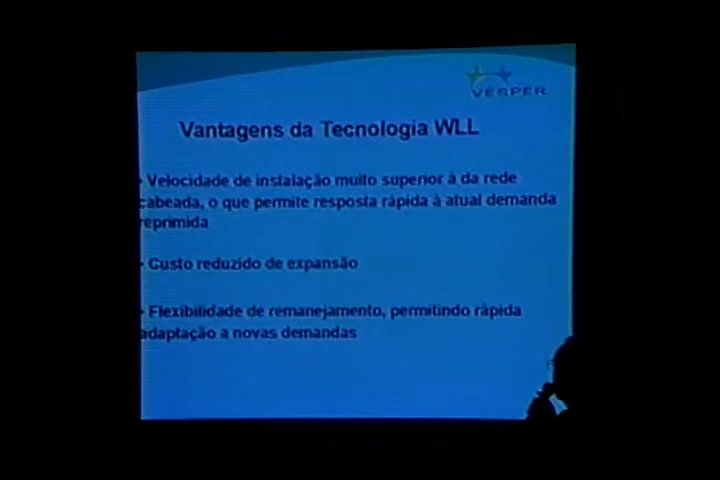 VÉSPER
Vantagens da Tecnologia WLL
• Velocidade de instalação muito superior à da rede
cabeada, o que permite resposta rápida à atual demanda
reprimida
• Custo reduzido de expansão
• Flexibilidade de remanejamento, permitindo rápida
adaptação a novas demandas